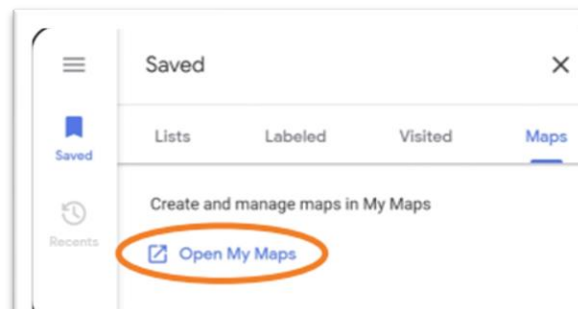 Saved
Saved
Lists Labeled Visited Maps
Create and manage maps in My Maps
Recents
Open My Maps